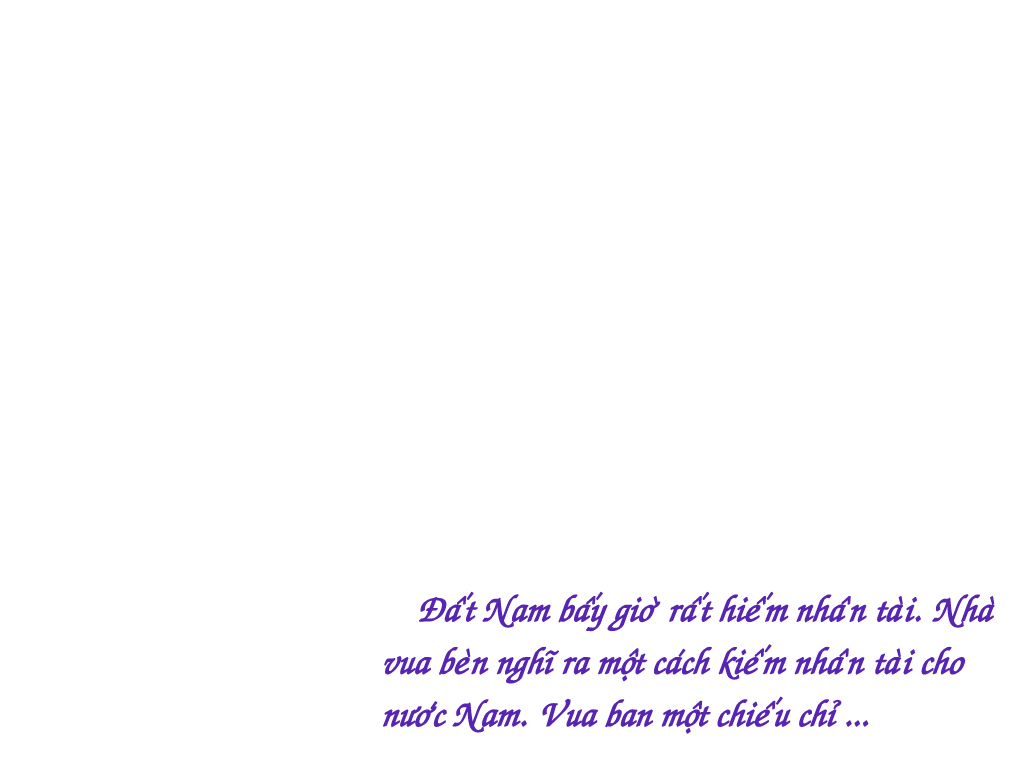 Đất Nam bấy giờ rất hiếm nhân tài. Nhà
vua bèn nghĩ ra một cách kiếm nhân tài cho
nước Nam. Vua ban một chiếu chỉ ...